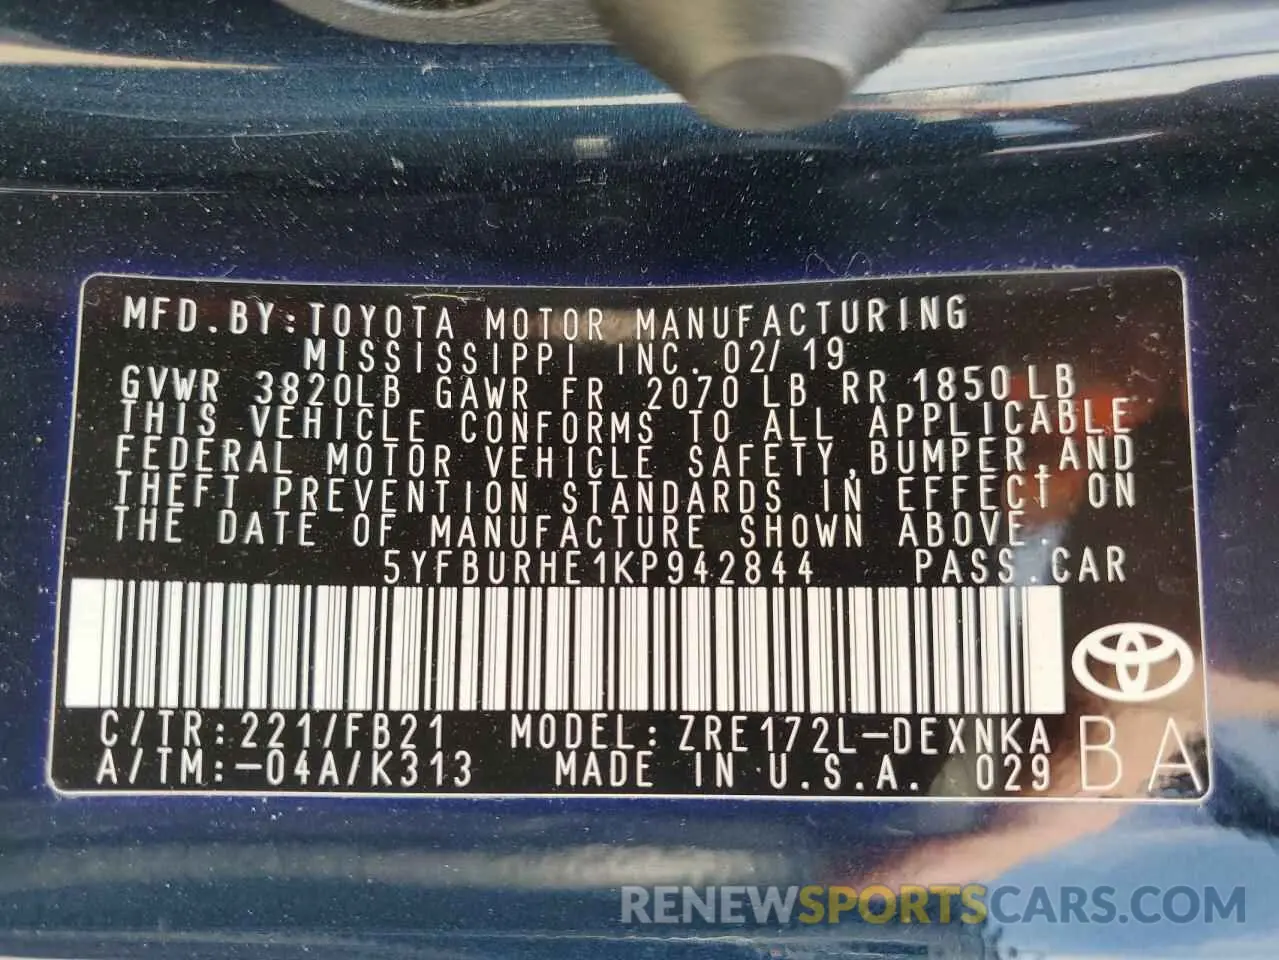 MFD.BY:TOYOTA MOTOR MANUFACTURING
MISSISSIPPI INC. 02/19
GVWR 3820LB GAWR FR 2070LB RR 1850LB
THIS VEHICLE CONFORMS TO ALL APPLICABLE
FEDERAL MOTOR VEHICLE SAFETY,BUMPER,AND
THEFT PREVENTION STANDARDS IN EFFECT ON
THE DATE OF MANUFACTURE SHOWN ABOVE.
5YFBURHE1KP942844 PASS.CAR
C/TR:221/FB21 MODEL:ZRE172L-DEXNKA
A/TM:-04A/K313 MADE IN U.S.A. 029 BA
RENEWSPORTSCARS.COM